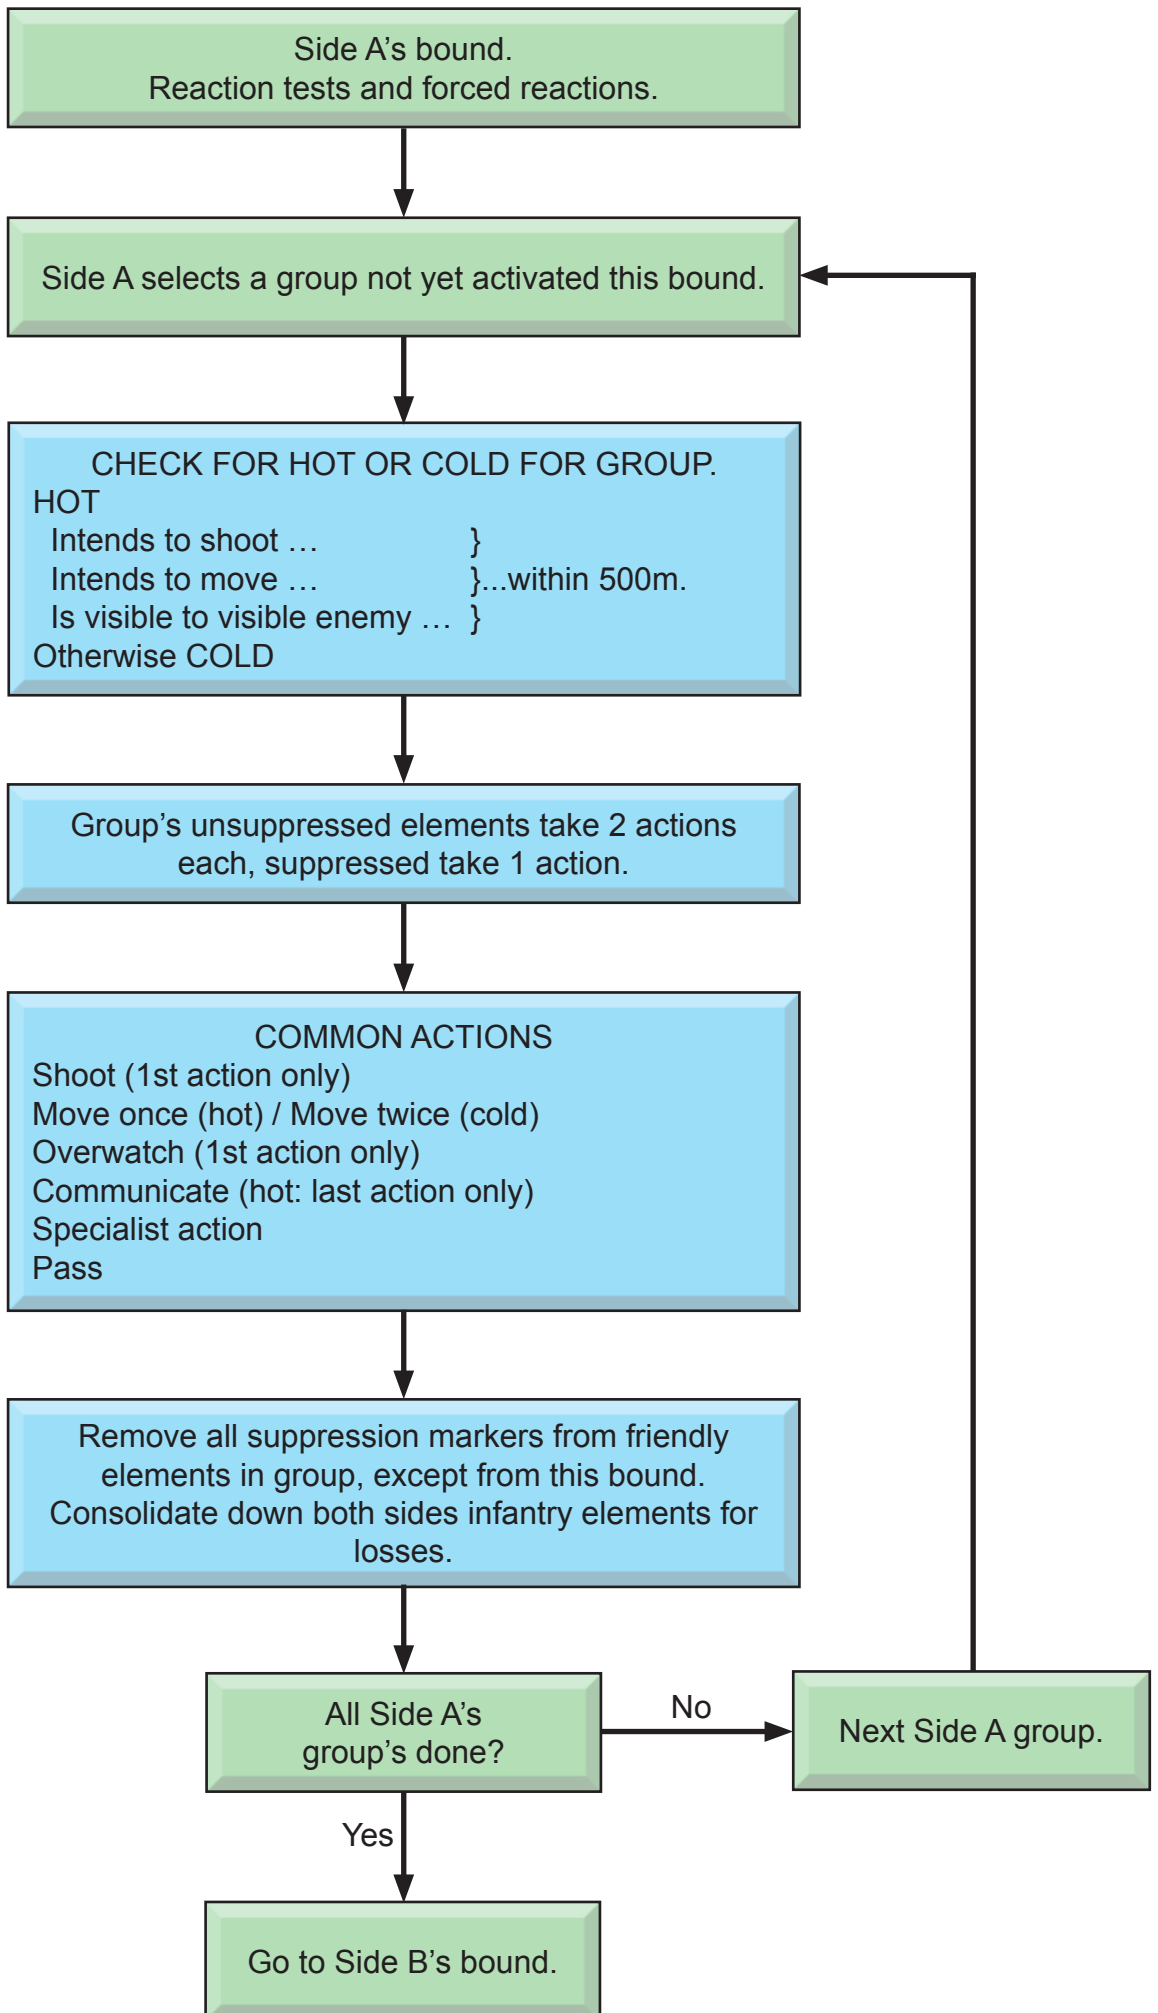 Side A’s bound.
Reaction tests and forced reactions.
Side A selects a group not yet activated this bound.
CHECK FOR HOT OR COLD FOR GROUP.
HOT
Intends to shoot … }
Intends to move … }...within 500m.
Is visible to visible enemy … }
Otherwise COLD
Group’s unsuppressed elements take 2 actions
each, suppressed take 1 action.
COMMON ACTIONS
Shoot (1st action only)
Move once (hot) / Move twice (cold)
Overwatch (1st action only)
Communicate (hot: last action only)
Specialist action
Pass
Remove all suppression markers from friendly
elements in group, except from this bound.
Consolidate down both sides infantry elements for
losses.
All Side A’s
group’s done?
No
Next Side A group.
Yes
Go to Side B’s bound.